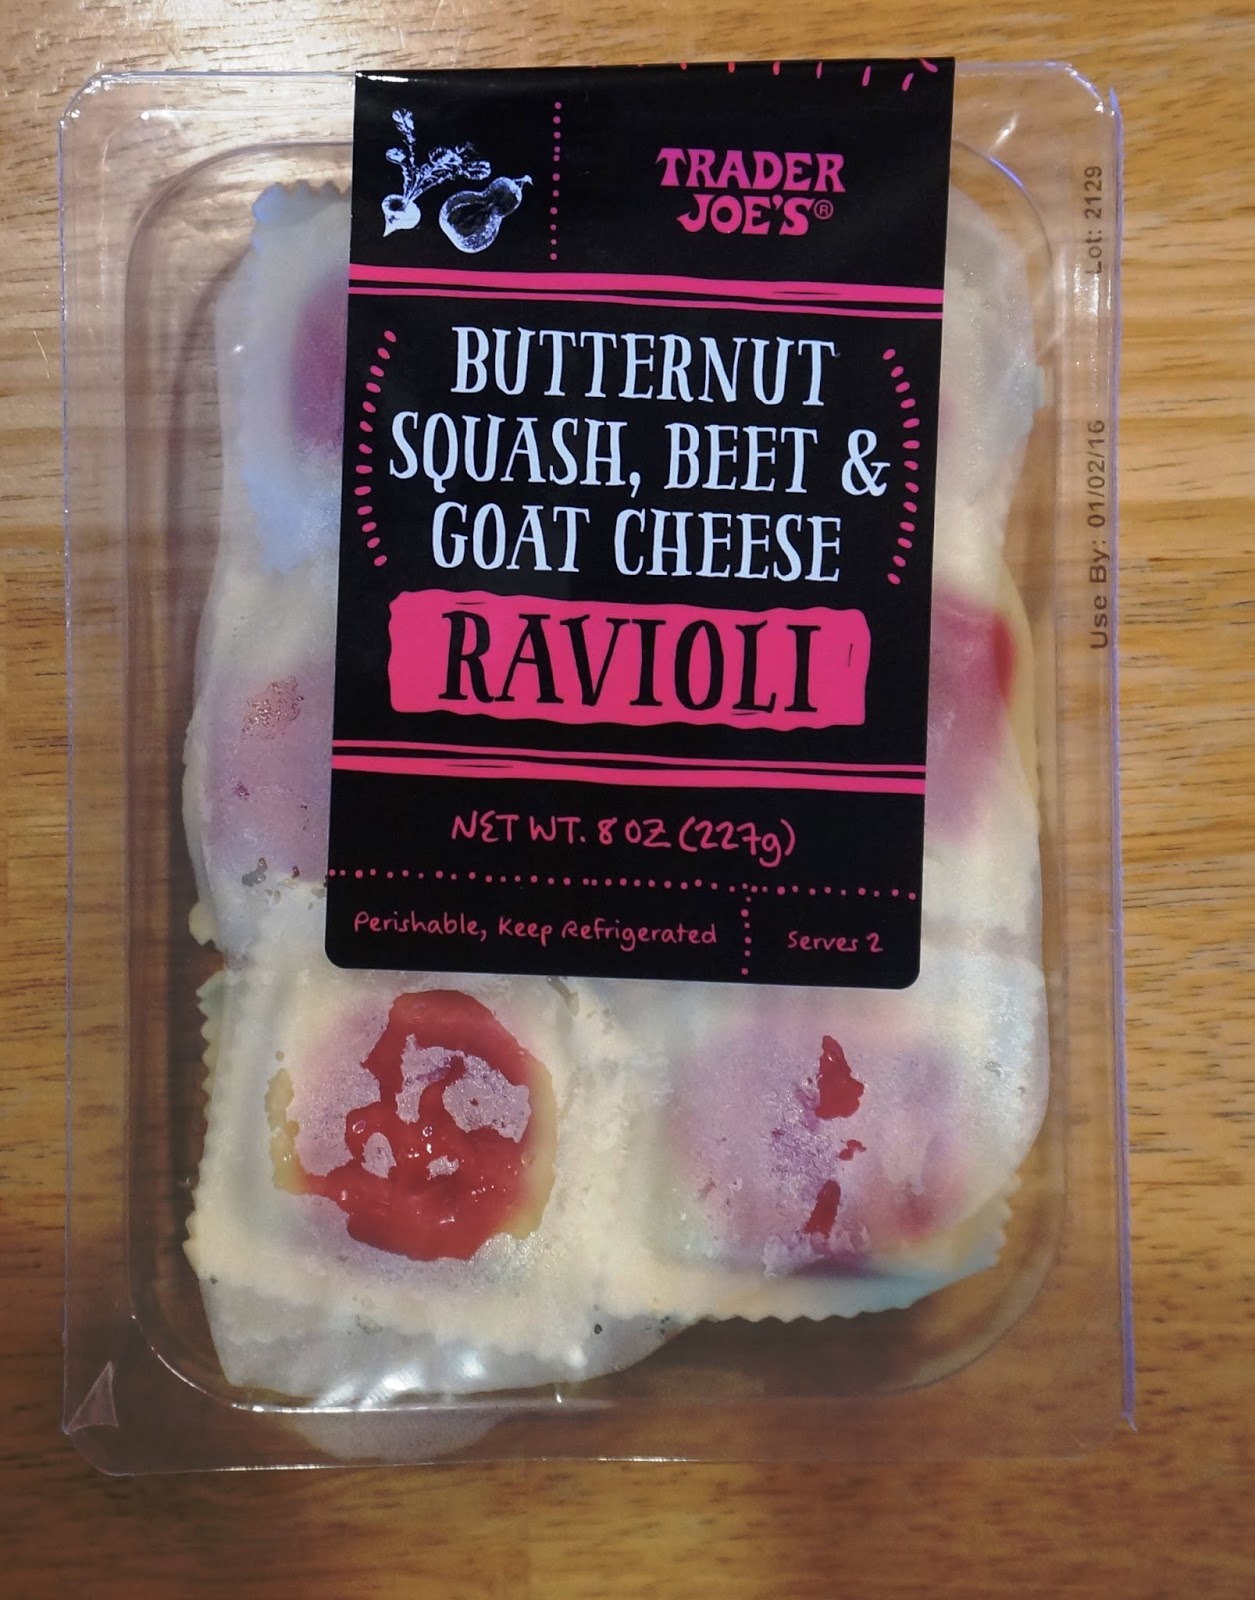 TRADER
JOE'S®
BUTTERNUT
SQUASH, BEET &
GOAT CHEESE
RAVIOLI
NET WT. 8 OZ (227g)
Perishable, Keep Refrigerated
Serves 2
Use By: 01/02/16 Lot: 2129